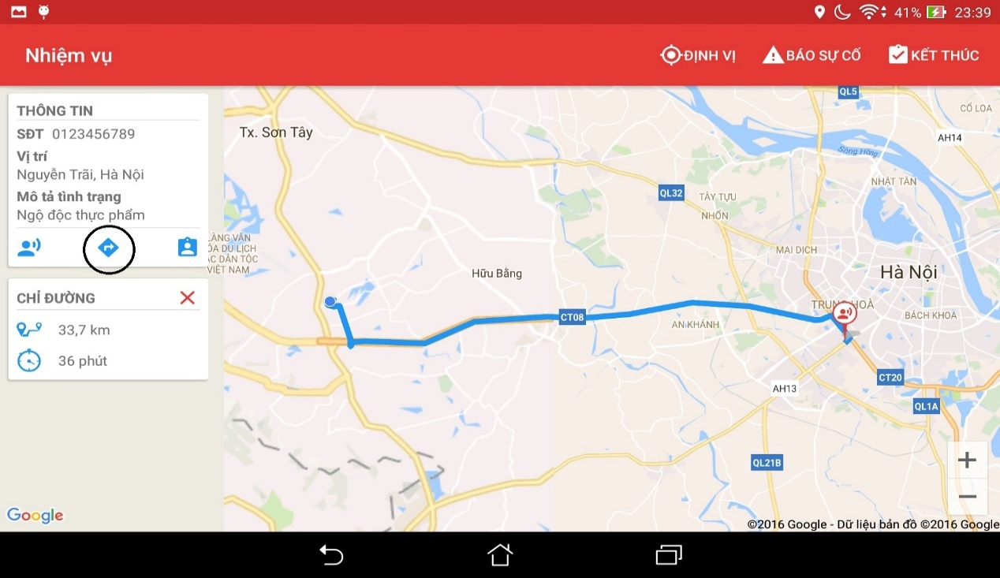 41% 23:39
Nhiệm vụ
ĐỊNH VỊ
BÁO SỰ CỐ
KẾT THÚC
THÔNG TIN
SĐT 0123456789
Vị trí
Nguyễn Trãi, Hà Nội
Mô tả tình trạng
Ngộ độc thực phẩm
CHỈ ĐƯỜNG
33,7 km
36 phút
QL5
CỔ LOA
Tx. Sơn Tây
AH14
Sông Hồng
NHẬT TÂN
QL32
TÂY TỰU
NHỔN
LÀNG VĂN
ÓA DU LỊCH
ÁC DÂN TỘC
VIỆT NAM
MAI DỊCH
Hữu Bằng
Hà Nội
TRUNG HOÀ
BÁCH KHOA
CT08
AN KHÁNH
CT20
AH13
QL1A
QL21B
+
−
Google
©2016 Google - Dữ liệu bản đồ ©2016 Google